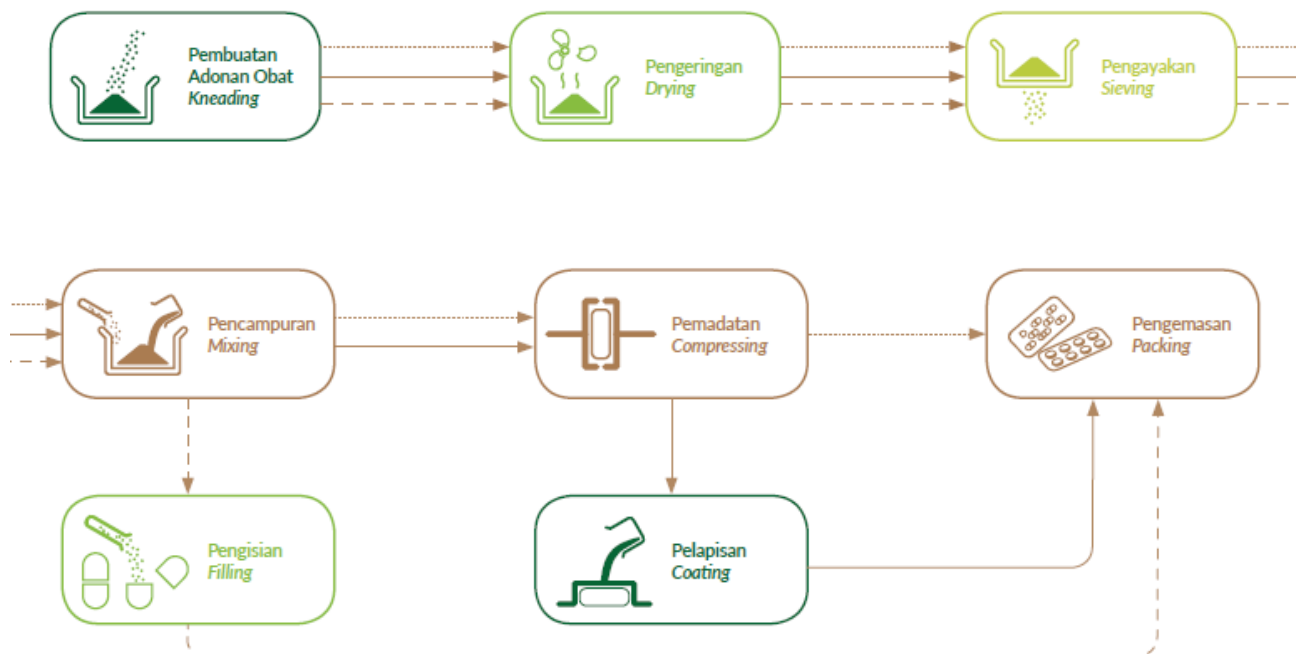 Pembuatan
Adonan Obat
Kneading
Pengeringan
Drying
Pengayakan
Sieving
Pencampuran
Mixing
Pemadatan
Compressing
Pengemasan
Packing
Pengisian
Filling
Pelapisan
Coating